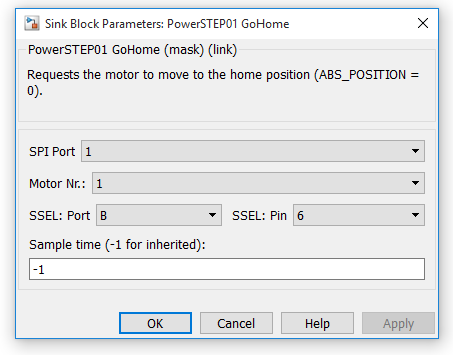 Sink Block Parameters: PowerSTEP01 GoHome
PowerSTEP01 GoHome (mask) (link)
Requests the motor to move to the home position (ABS_POSITION =
0).
SPI Port 1
Motor Nr.: 1
SSEL: Port B SSEL: Pin 6
Sample time (-1 for inherited):
-1
OK Cancel Help Apply